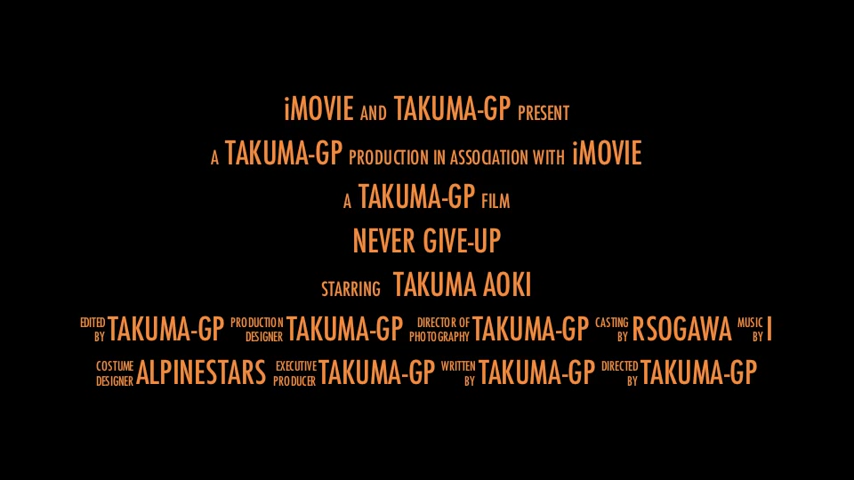 iMOVIE AND TAKUMA-GP PRESENT
A TAKUMA-GP PRODUCTION IN ASSOCIATION WITH iMOVIE
A TAKUMA-GP FILM
NEVER GIVE-UP
STARRING TAKUMA AOKI
EDITED BY TAKUMA-GP PRODUCTION DESIGNER TAKUMA-GP DIRECTOR OF PHOTOGRAPHY TAKUMA-GP CASTING BY RSOGAWA MUSIC BY I
COSTUME DESIGNER ALPINESTARS EXECUTIVE PRODUCER TAKUMA-GP WRITTEN BY TAKUMA-GP DIRECTED BY TAKUMA-GP